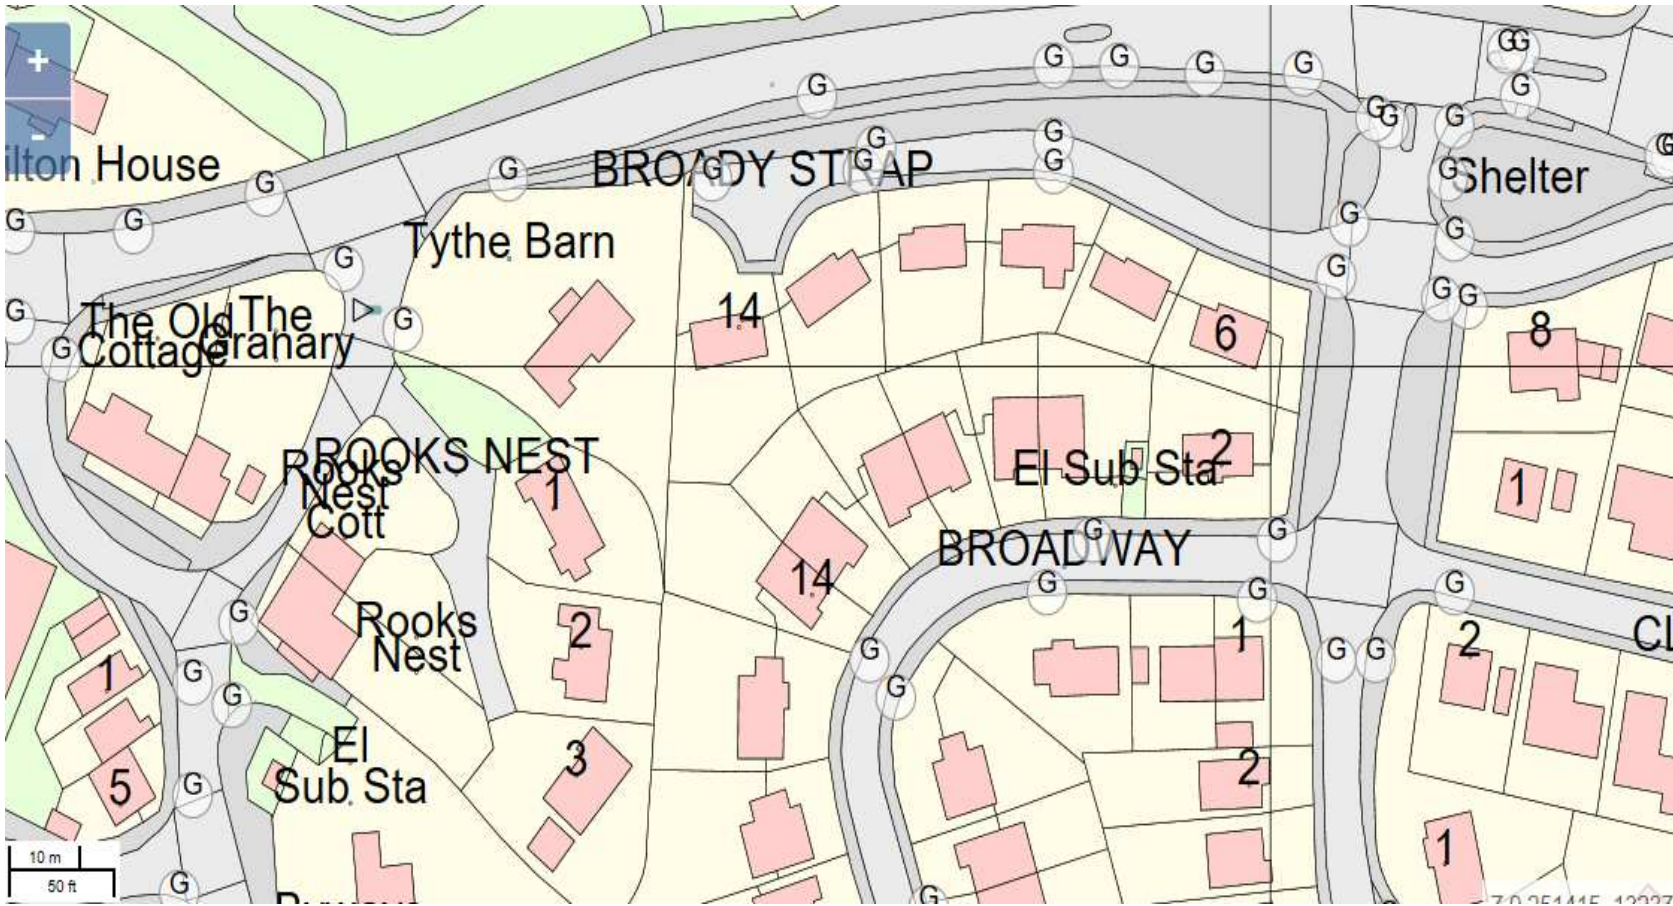 +
-
G
G
G
G
G
G
GG
G
G
G
G
G
G
G
G
G
G
BROADY STRAP
ilton House
G
G
G
Shelter
G
G
G
G
G
Tythe Barn
G
G
G
G
G
G
14
The Old
Cottage
The
Granary
G
G
6
8
ROOKS NEST
Rooks
Nest
Cott
1
El Sub Sta
2
1
G
G
BROADWAY
14
G
G
G
G
Rooks
Nest
2
1
2
CL
G
G
G
G
G
G
1
El
Sub Sta
3
2
5
G
1
10 m
50 ft
G
G